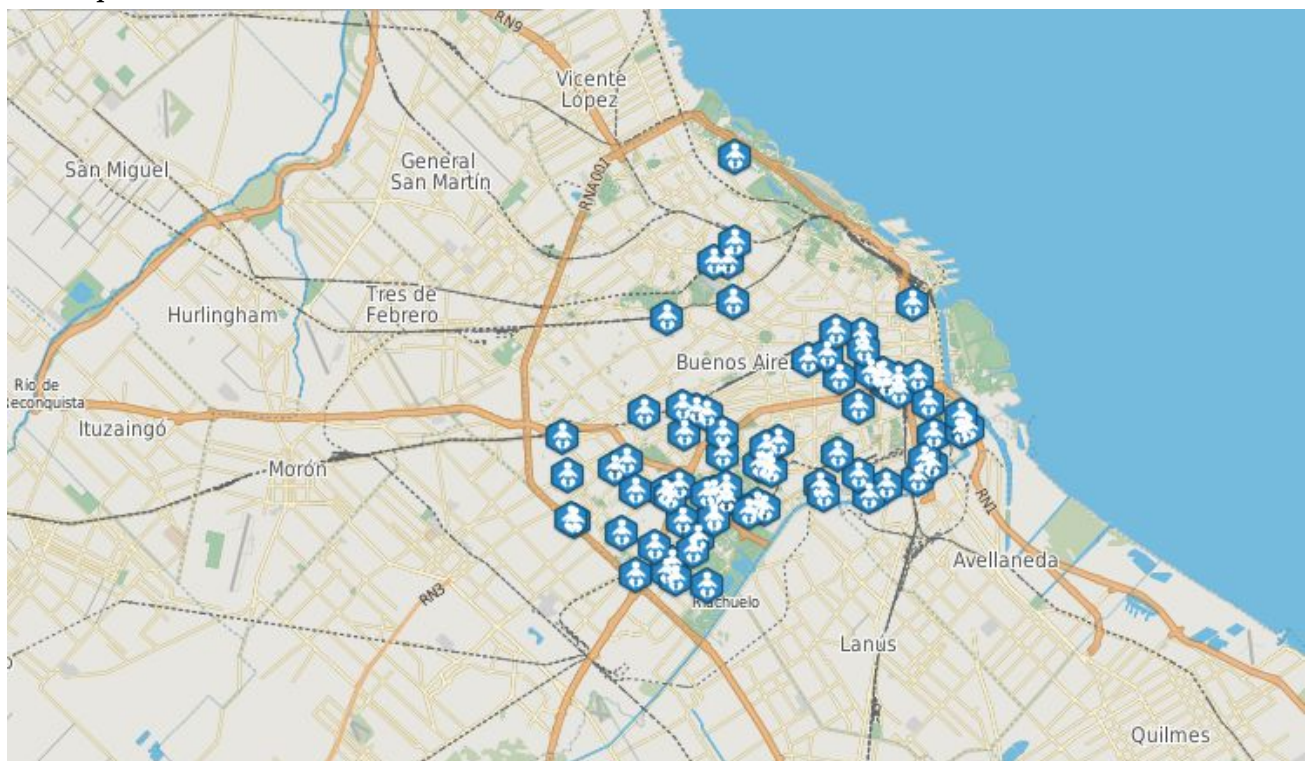 RN9
Vicente
López
San Miguel
General
San Martín
RNA001
Tres de
Febrero
Hurlingham
Buenos Aire
Río de
Reconquista
Ituzaingó
Morón
RN1
Avellaneda
RN3
Riachuelo
Lanús
Quilmes